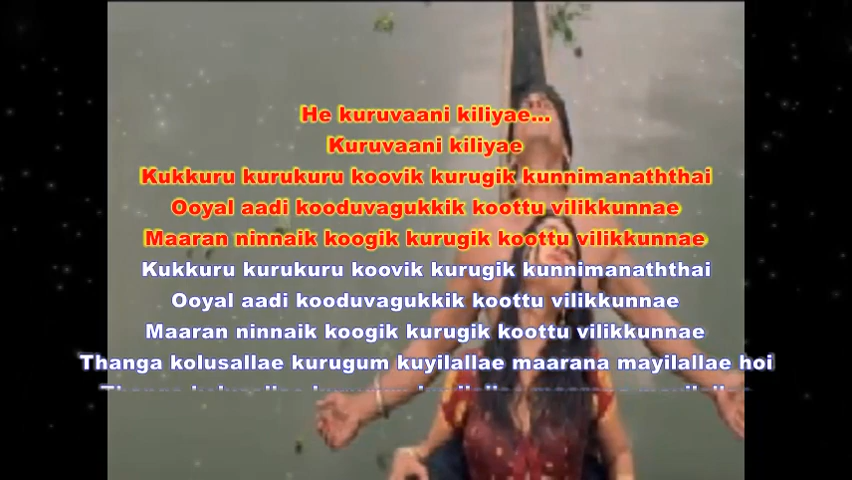 He kuruvaani kiliyae...
Kuruvaani kiliyae
Kukkuru kurukuru koovik kurugik kunnimanaththai
Ooyal aadi kooduvagukkik koottu vilikkunnae
Maaran ninnaik koogik kurugik koottu vilikkunnae
Kukkuru kurukuru koovik kurugik kunnimanaththai
Ooyal aadi kooduvagukkik koottu vilikkunnae
Maaran ninnaik koogik kurugik koottu vilikkunnae
Thanga kolusallae kurugum kuyilallae maarana mayilallae hoi